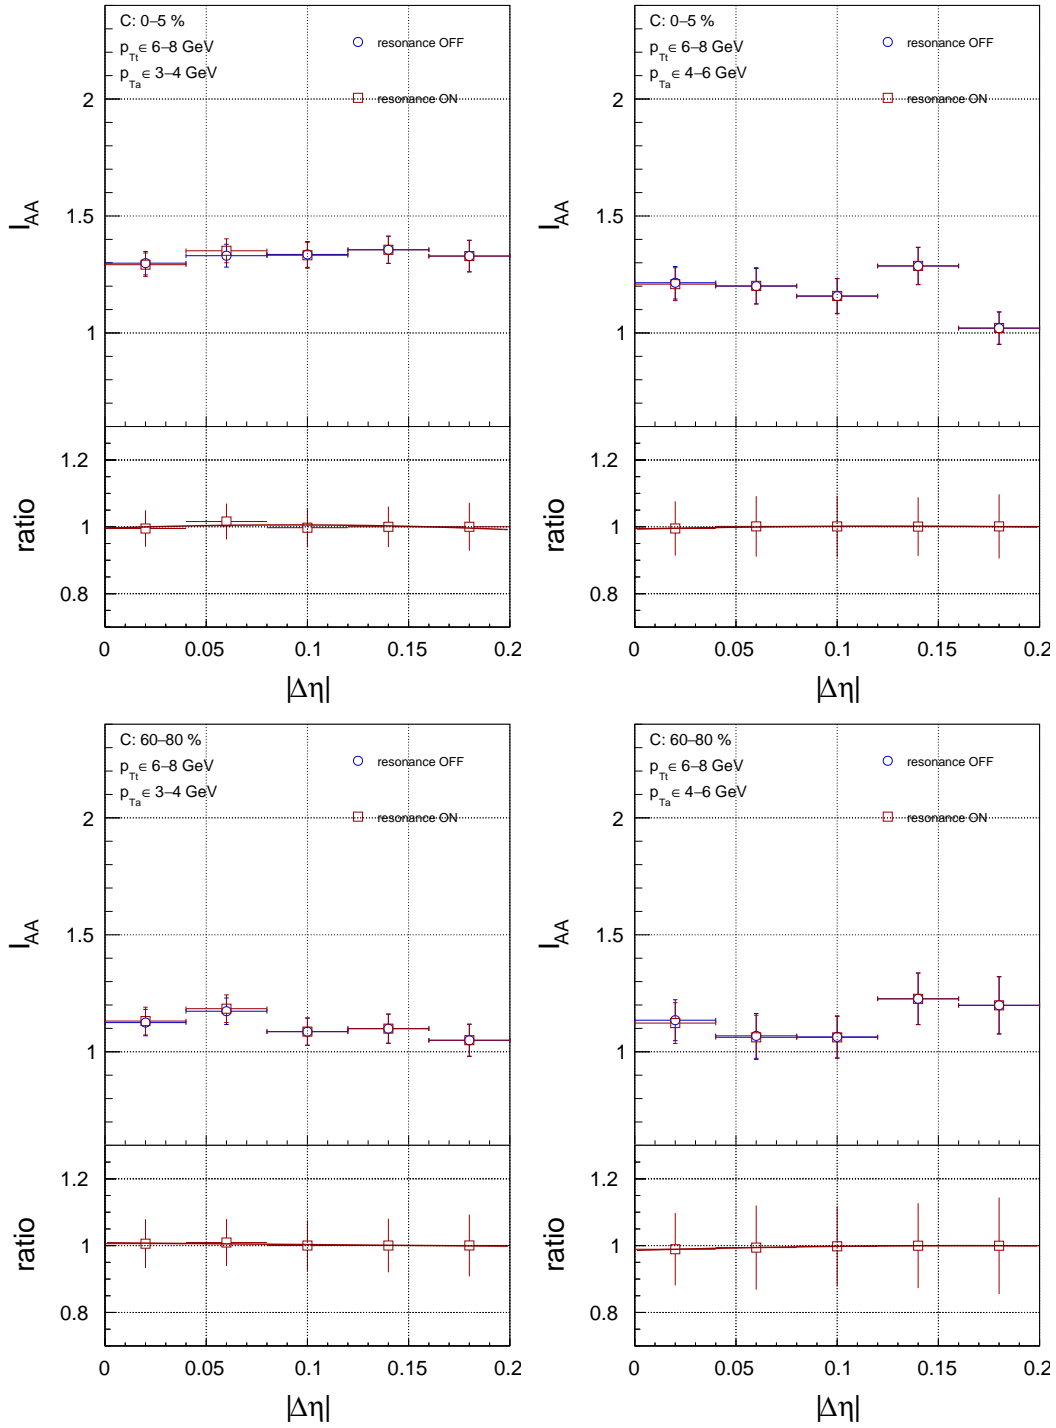 C: 0–5 %
p_Tt ∈ 6–8 GeV
p_Ta ∈ 3–4 GeV
resonance OFF
resonance ON
2
1.5
1
I_AA
1.2
1
0.8
ratio
0 0.05 0.1 0.15 0.2
|Δη|
C: 0–5 %
p_Tt ∈ 6–8 GeV
p_Ta ∈ 4–6 GeV
resonance OFF
resonance ON
2
1.5
1
I_AA
1.2
1
0.8
ratio
0 0.05 0.1 0.15 0.2
|Δη|
C: 60–80 %
p_Tt ∈ 6–8 GeV
p_Ta ∈ 3–4 GeV
resonance OFF
resonance ON
2
1.5
1
I_AA
1.2
1
0.8
ratio
0 0.05 0.1 0.15 0.2
|Δη|
C: 60–80 %
p_Tt ∈ 6–8 GeV
p_Ta ∈ 4–6 GeV
resonance OFF
resonance ON
2
1.5
1
I_AA
1.2
1
0.8
ratio
0 0.05 0.1 0.15 0.2
|Δη|